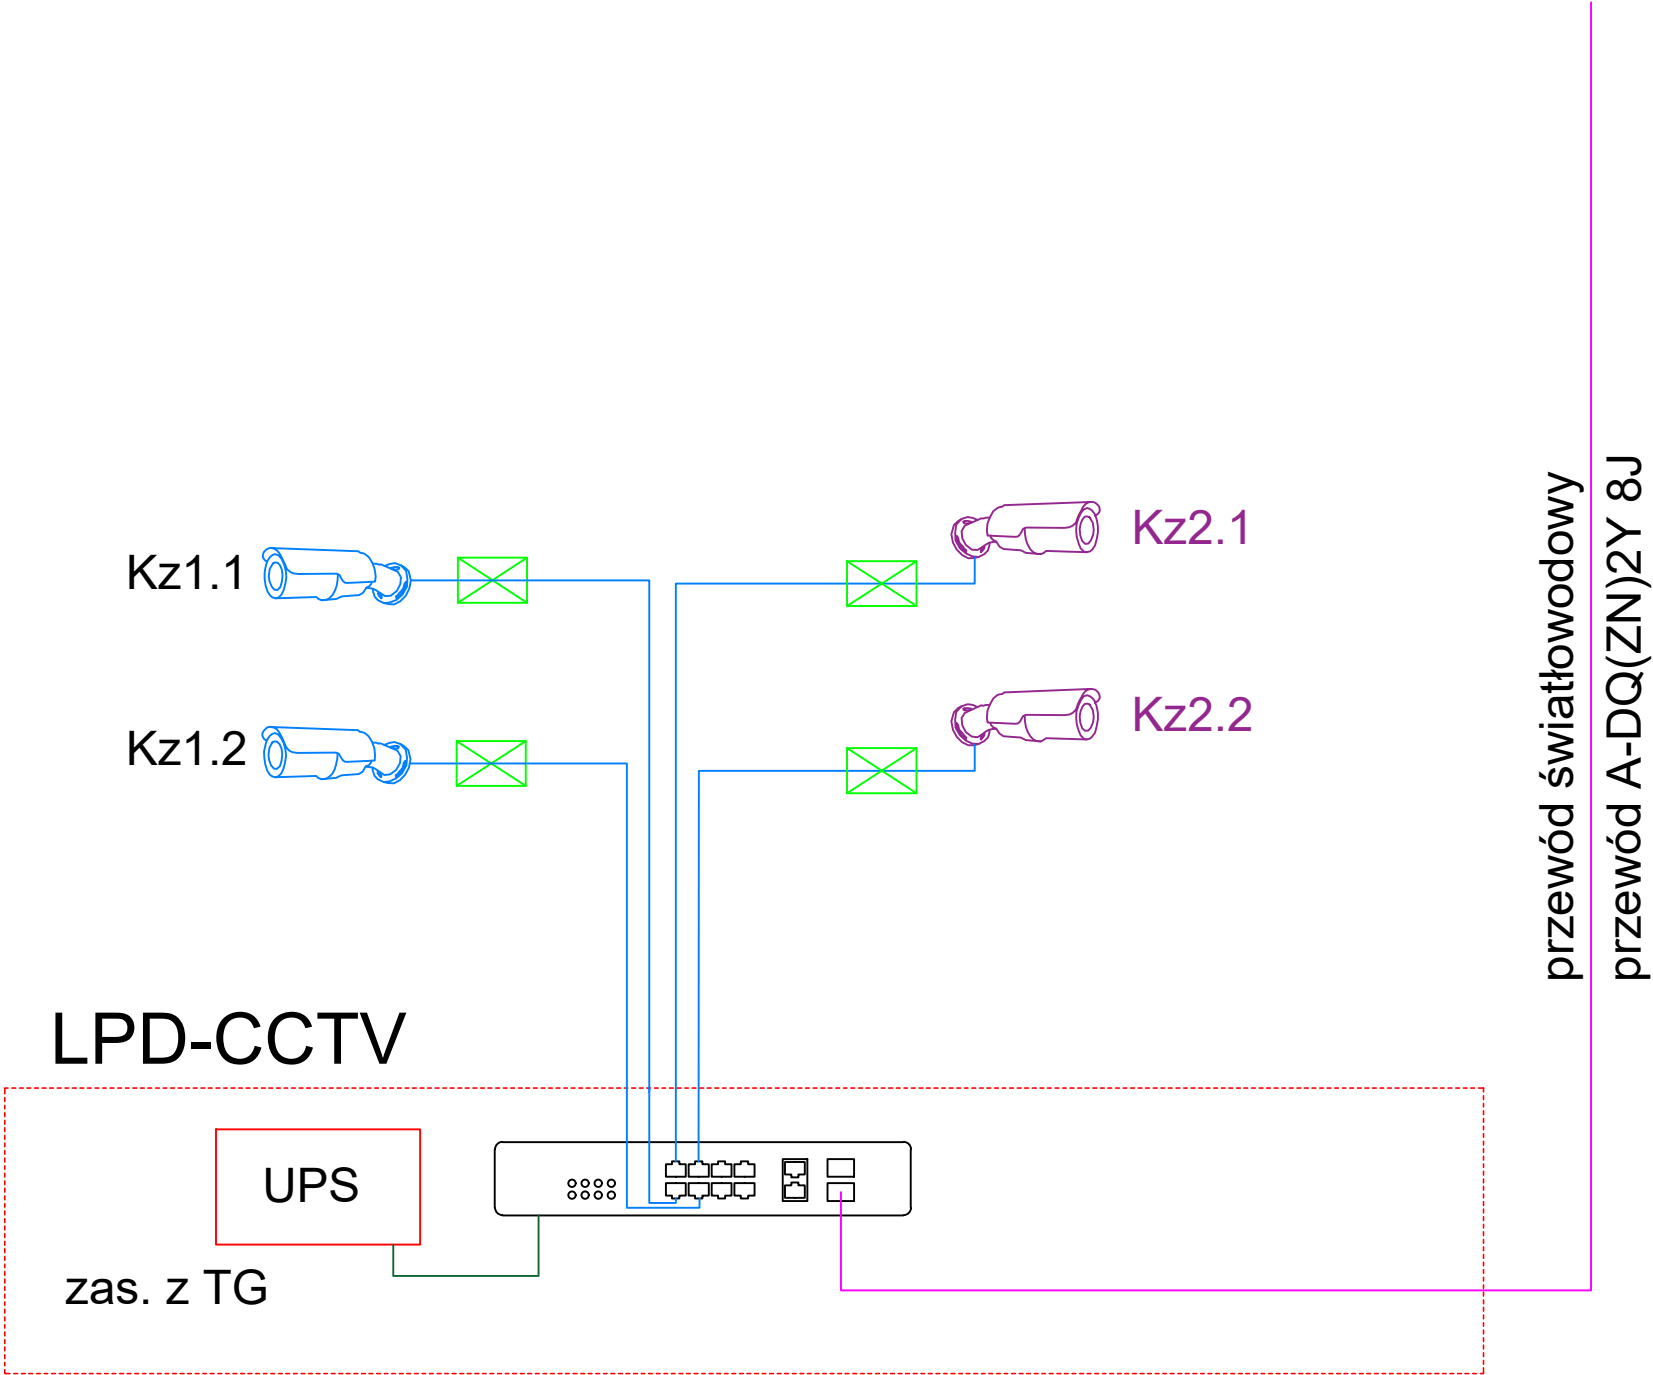 Kz1.1
Kz2.1
Kz1.2
Kz2.2
przewód światłowodowy
przewód A-DQ(ZN)2Y 8J
LPD-CCTV
UPS
zas. z TG